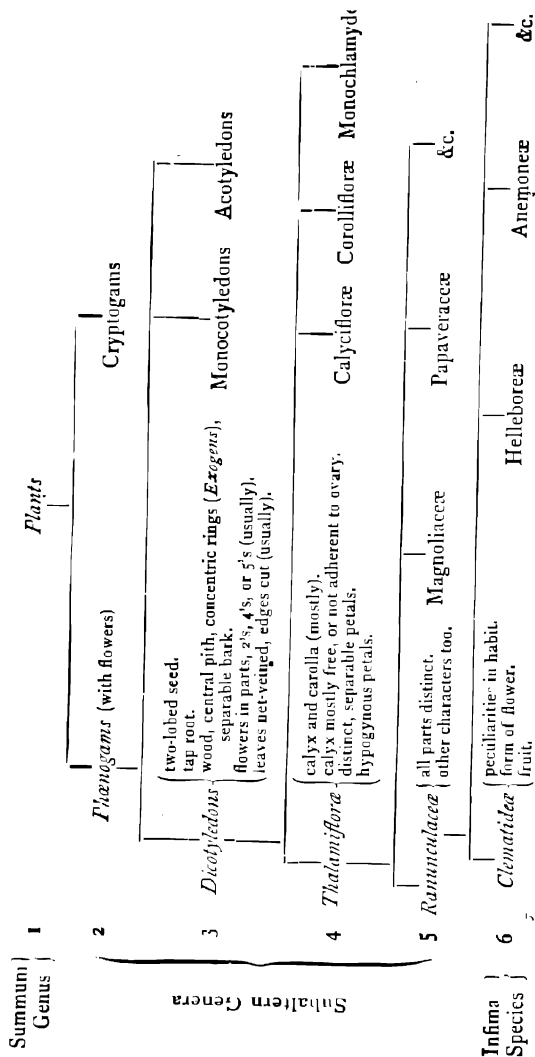 Summum Genus } 1 Plants
2 Phænogams (with flowers) Cryptogams
3 Dicotyledons { two-lobed seed.
tap root.
wood, central pith, concentric rings (Exogens),
separable bark.
flowers in parts, 2's, 4's, or 5's (usually).
leaves net-veined, edges cut (usually).
Monocotyledons Acotyledons
Subaltern Genera
4 Thalamifloræ { calyx and carolla (mostly).
calyx mostly free, or not adherent to ovary.
distinct, separable petals.
hypogynous petals.
Calycifloræ Corollifloræ Monochlamyd
5 Ranunculaceæ { all parts distinct.
other characters too.
Magnoliaceæ Papaveraceæ &c.
Infima Species } 6 Clematideæ { peculiarities in habit.
form of flower.
fruit.
Helleboreæ Anemoneæ &c.